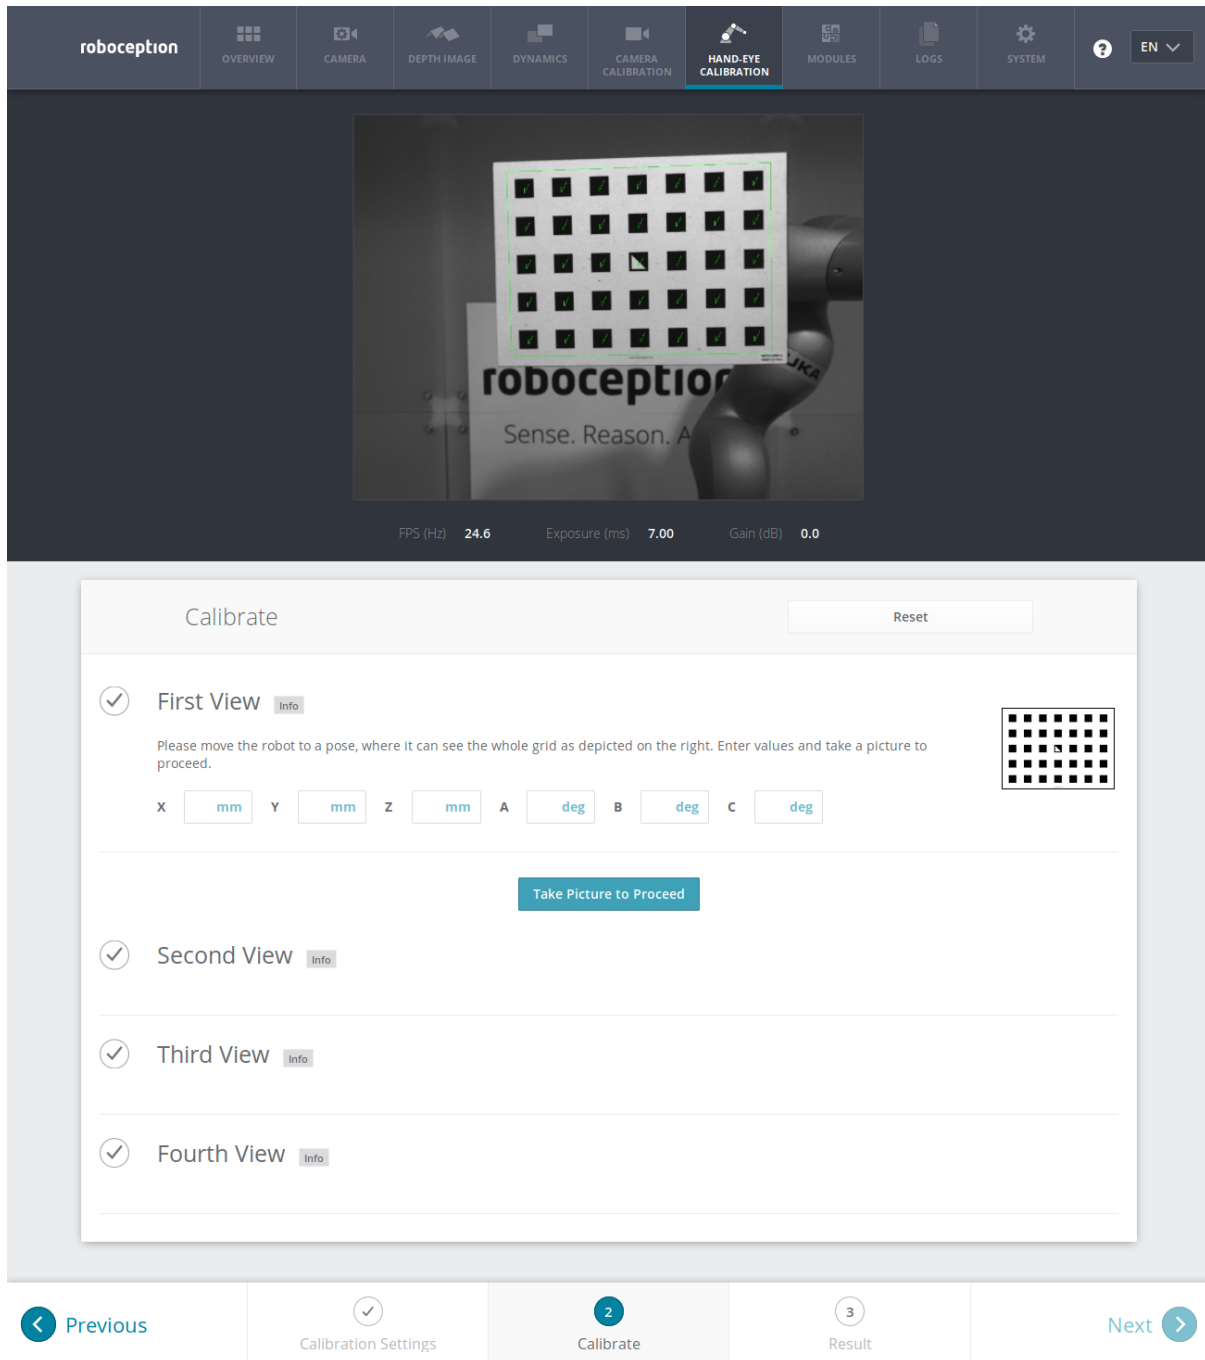 roboception
OVERVIEW
CAMERA
DEPTH IMAGE
DYNAMICS
CAMERA
CALIBRATION
HAND-EYE
CALIBRATION
MODULES
LOGS
SYSTEM
?
EN
KUKA
roboception
Sense. Reason. A
FPS (Hz) 24.6 Exposure (ms) 7.00 Gain (dB) 0.0
Calibrate
Reset
First View Info
Please move the robot to a pose, where it can see the whole grid as depicted on the right. Enter values and take a picture to
proceed.
X mm Y mm Z mm A deg B deg C deg
Take Picture to Proceed
Second View Info
Third View Info
Fourth View Info
Previous
Calibration Settings
2
Calibrate
3
Result
Next